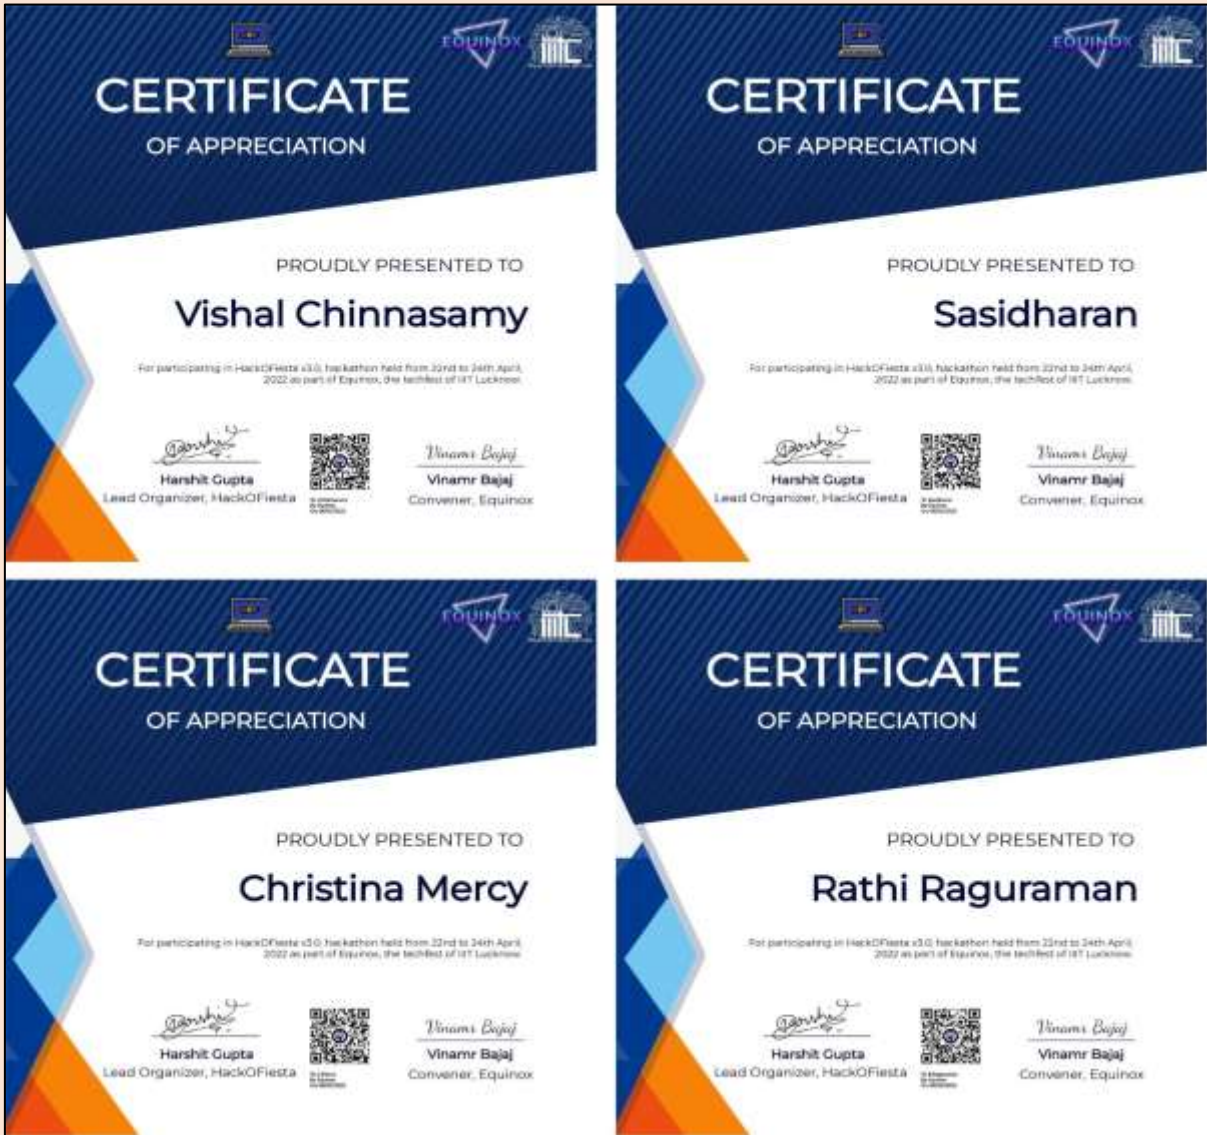 EQUINOX
CERTIFICATE
OF APPRECIATION
PROUDLY PRESENTED TO
Vishal Chinnasamy
For participating in HackOFiesta v3.0, hackathon held from 22nd to 24th April,
2022 as part of Equinox, the techfest of IIIT Lucknow.
Vinamr Bajaj
Harshit Gupta
Vinamr Bajaj
Lead Organizer, HackOFiesta
Convener, Equinox
EQUINOX
CERTIFICATE
OF APPRECIATION
PROUDLY PRESENTED TO
Sasidharan
For participating in HackOFiesta v3.0, hackathon held from 22nd to 24th April,
2022 as part of Equinox, the techfest of IIIT Lucknow.
Vinamr Bajaj
Harshit Gupta
Vinamr Bajaj
Lead Organizer, HackOFiesta
Convener, Equinox
EQUINOX
CERTIFICATE
OF APPRECIATION
PROUDLY PRESENTED TO
Christina Mercy
For participating in HackOFiesta v3.0, hackathon held from 22nd to 24th April,
2022 as part of Equinox, the techfest of IIIT Lucknow.
Vinamr Bajaj
Harshit Gupta
Vinamr Bajaj
Lead Organizer, HackOFiesta
Convener, Equinox
EQUINOX
CERTIFICATE
OF APPRECIATION
PROUDLY PRESENTED TO
Rathi Raguraman
For participating in HackOFiesta v3.0, hackathon held from 22nd to 24th April,
2022 as part of Equinox, the techfest of IIIT Lucknow.
Vinamr Bajaj
Harshit Gupta
Vinamr Bajaj
Lead Organizer, HackOFiesta
Convener, Equinox